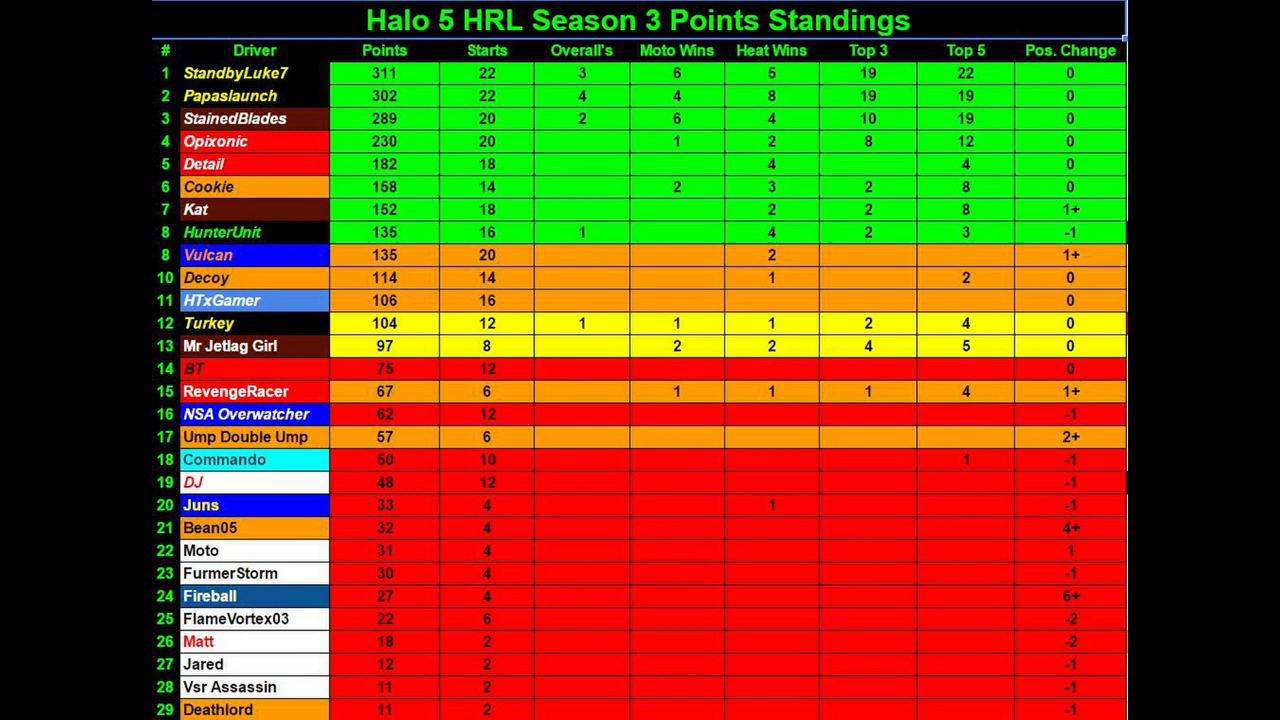 Halo 5 HRL Season 3 Points Standings
# Driver Points Starts Overall's Moto Wins Heat Wins Top 3 Top 5 Pos. Change
1 StandbyLuke7 311 22 3 6 5 19 22 0
2 Papaslaunch 302 22 4 4 8 19 19 0
3 StainedBlades 289 20 2 6 4 10 19 0
4 Opixonic 230 20 1 2 8 12 0
5 Detail 182 18 4 4 0
6 Cookie 158 14 2 3 2 8 0
7 Kat 152 18 2 2 8 1+
8 HunterUnit 135 16 1 4 2 3 -1
8 Vulcan 135 20 2 1+
10 Decoy 114 14 1 2 0
11 HTxGamer 106 16 0
12 Turkey 104 12 1 1 1 2 4 0
13 Mr Jetlag Girl 97 8 2 2 4 5 0
14 BT 75 12 0
15 RevengeRacer 67 6 1 1 1 4 1+
16 NSA Overwatcher 62 12 -1
17 Ump Double Ump 57 6 2+
18 Commando 50 10 1 -1
19 DJ 48 12 -1
20 Juns 33 4 1 -1
21 Bean05 32 4 4+
22 Moto 31 4 1
23 FurmerStorm 30 4 -1
24 Fireball 27 4 6+
25 FlameVortex03 22 6 -2
26 Matt 18 2 -2
27 Jared 12 2 -1
28 Vsr Assassin 11 2 -1
29 Deathlord 11 2 -1